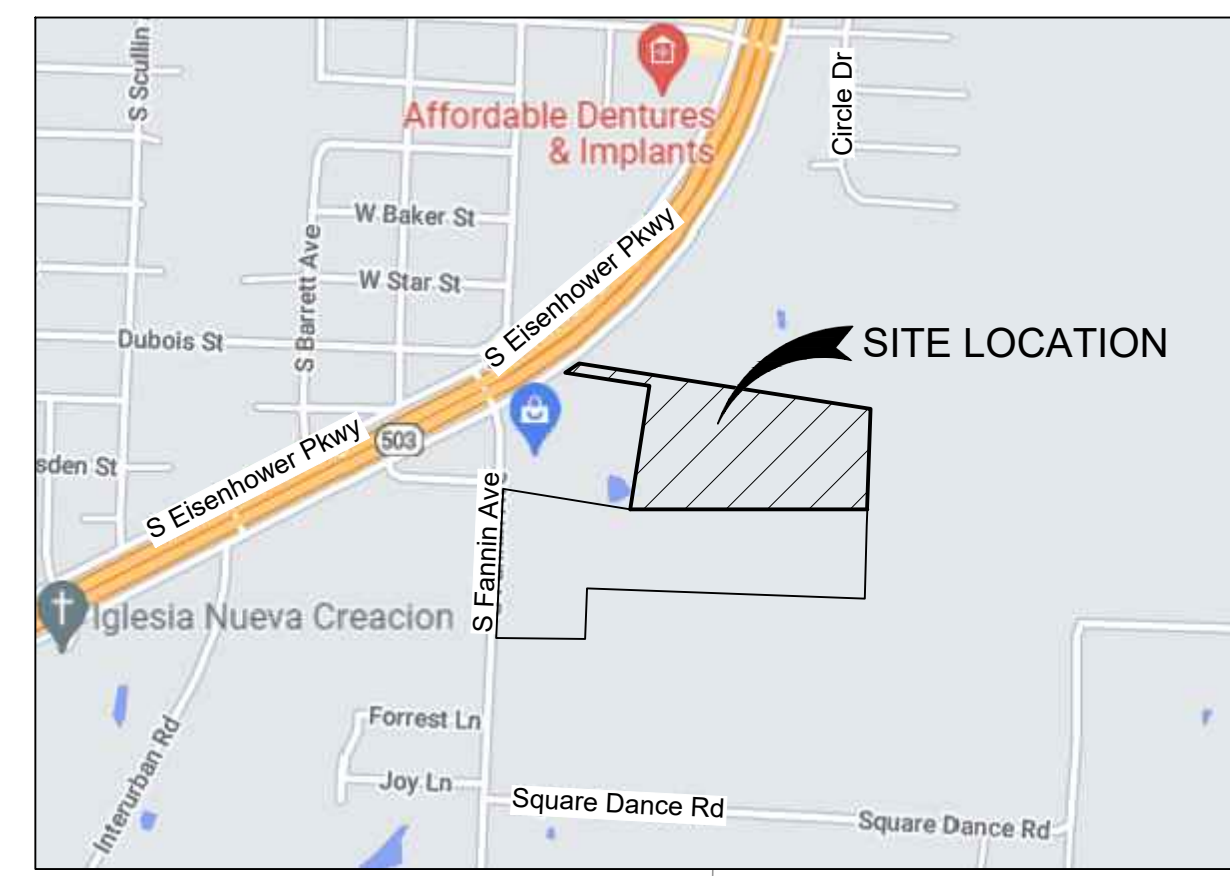 S Scullin
Circle Dr
Affordable Dentures
& Implants
W Baker St
S Barrett Ave
W Star St
S Eisenhower Pkwy
Dubois St
SITE LOCATION
503
S Eisenhower Pkwy
sden St
S Fannin Ave
Iglesia Nueva Creacion
Forrest Ln
Interurban Rd
Joy Ln
Square Dance Rd
Square Dance Rd